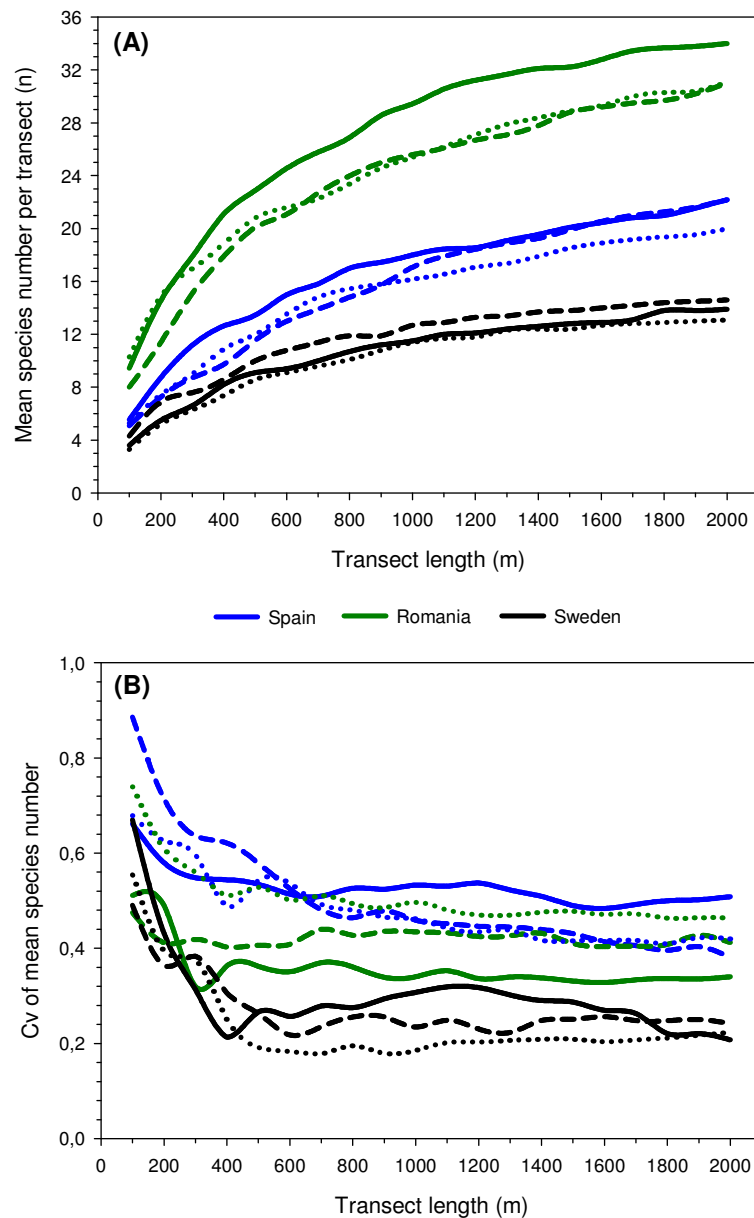 (A)
Mean species number per transect (n)
36
32
28
24
20
16
12
8
4
0
0 200 400 600 800 1000 1200 1400 1600 1800 2000
Transect length (m)
Spain Romania Sweden
(B)
Cv of mean species number
1,0
0,8
0,6
0,4
0,2
0,0
0 200 400 600 800 1000 1200 1400 1600 1800 2000
Transect length (m)